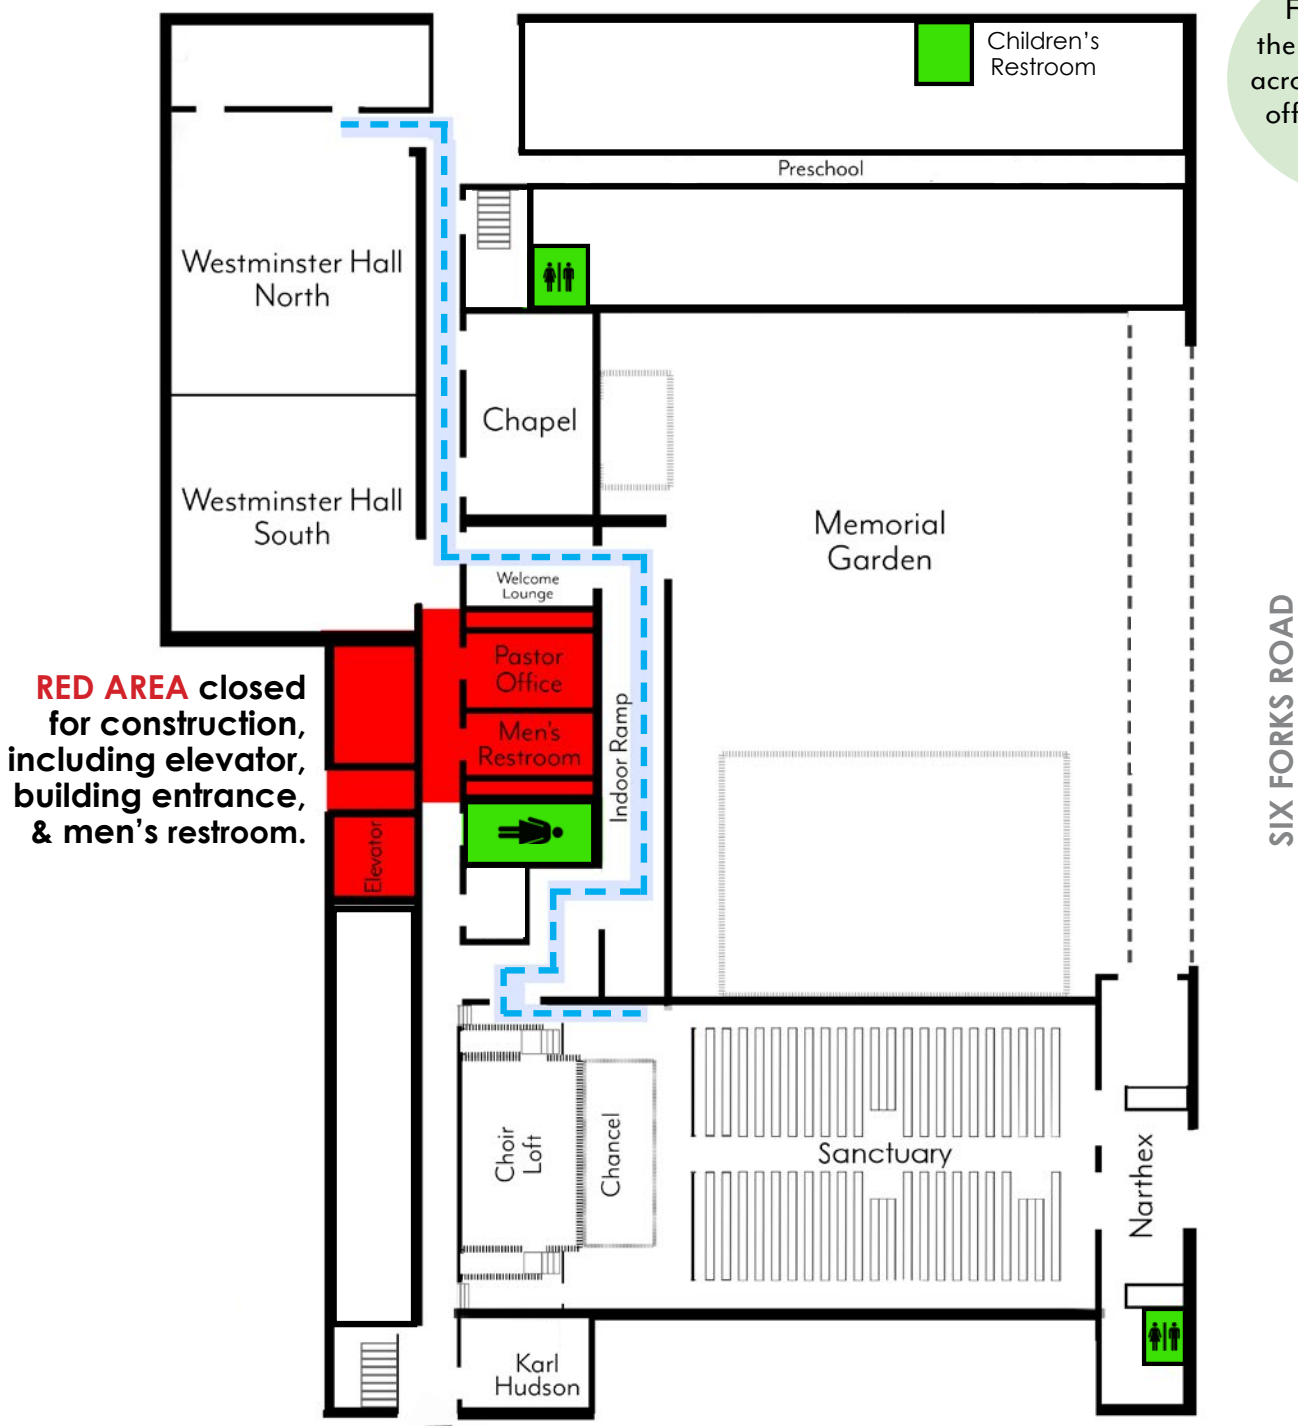 Children's
Restroom
F
the
acro
off
Preschool
Westminster Hall
North
Chapel
Westminster Hall
South
Memorial
Garden
Welcome
Lounge
Pastor
Office
RED AREA closed
for construction,
including elevator,
building entrance,
& men's restroom.
Men's
Restroom
Indoor Ramp
SIX FORKS ROAD
Elevator
Choir
Loft
Chancel
Sanctuary
Narthex
Karl
Hudson